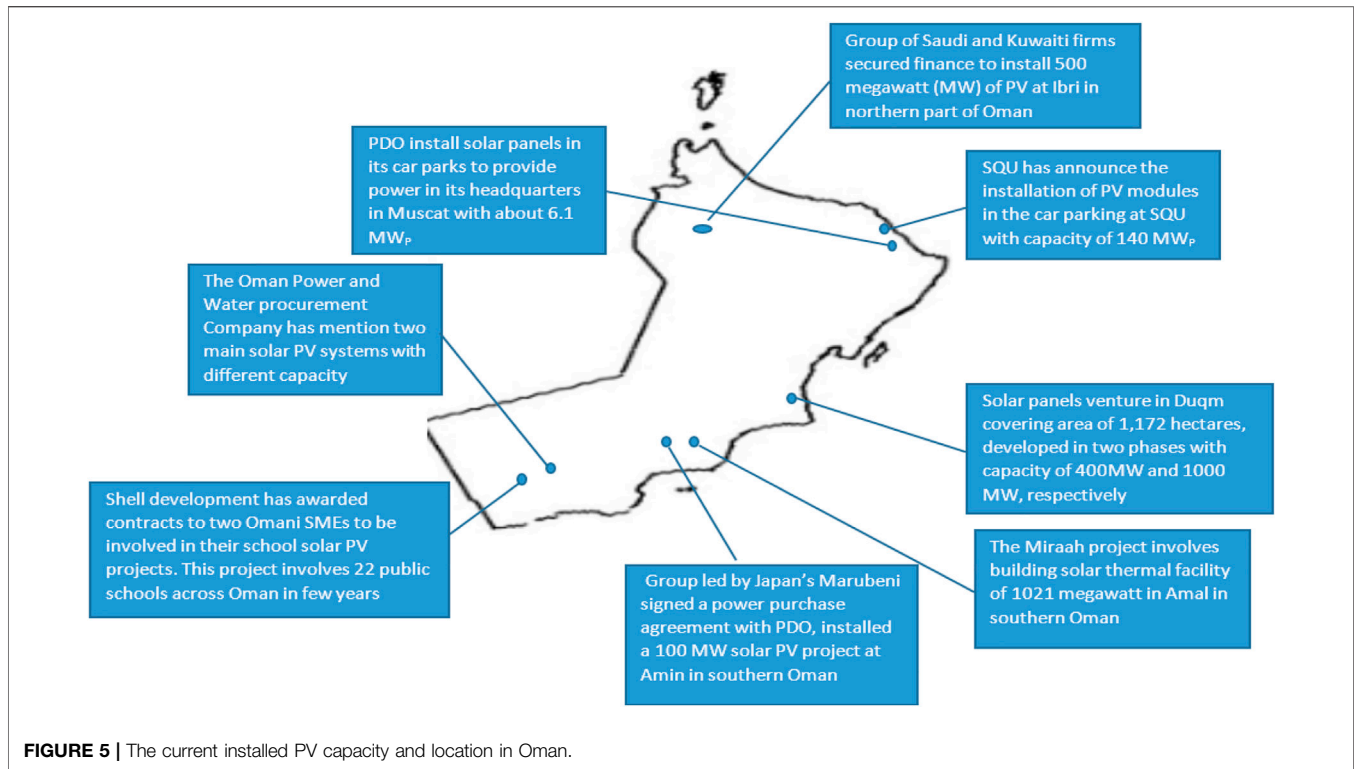 Group of Saudi and Kuwaiti firms
secured finance to install 500
megawatt (MW) of PV at Ibri in
northern part of Oman
PDO install solar panels in
its car parks to provide
power in its headquarters
in Muscat with about 6.1
MWₚ
SQU has announce the
installation of PV modules
in the car parking at SQU
with capacity of 140 MWₚ
The Oman Power and
Water procurement
Company has mention two
main solar PV systems with
different capacity
Solar panels venture in Duqm
covering area of 1,172 hectares,
developed in two phases with
capacity of 400MW and 1000
MW, respectively
Shell development has awarded
contracts to two Omani SMEs to be
involved in their school solar PV
projects. This project involves 22 public
schools across Oman in few years
The Miraah project involves
building solar thermal facility
of 1021 megawatt in Amal in
southern Oman
Group led by Japan's Marubeni
signed a power purchase
agreement with PDO, installed
a 100 MW solar PV project at
Amin in southern Oman
FIGURE 5 | The current installed PV capacity and location in Oman.